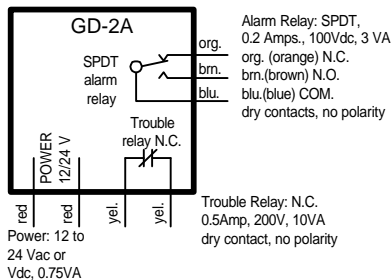 GD-2A
SPDT
alarm
relay
org.
brn.
blu.
Alarm Relay: SPDT,
0.2 Amps., 100Vdc, 3 VA
org. (orange) N.C.
brn.(brown) N.O.
blu.(blue) COM.
dry contacts, no polarity
Trouble
relay N.C.
POWER
12/24 V
red
red
yel.
yel.
Power: 12 to
24 Vac or
Vdc, 0.75VA
Trouble Relay: N.C.
0.5Amp, 200V, 10VA
dry contact, no polarity